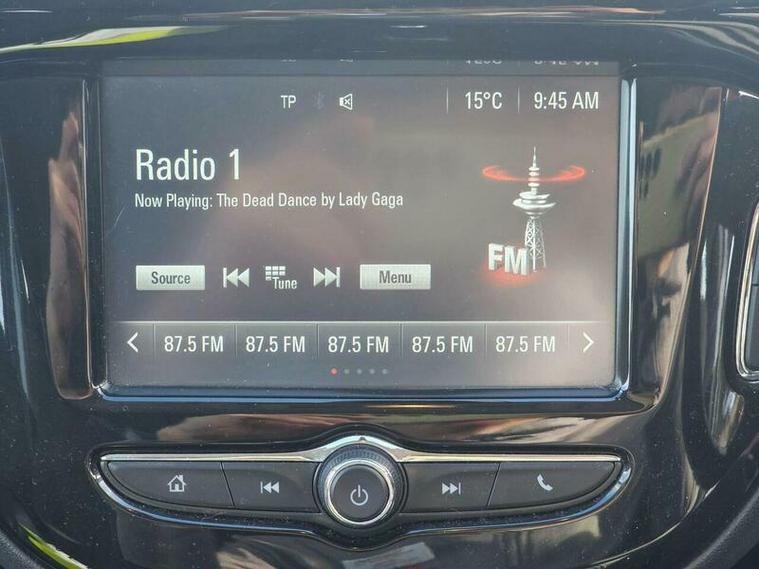 TP 15°C 9:45 AM
Radio 1
Now Playing: The Dead Dance by Lady Gaga
FM
Source Tune Menu
87.5 FM 87.5 FM 87.5 FM 87.5 FM 87.5 FM